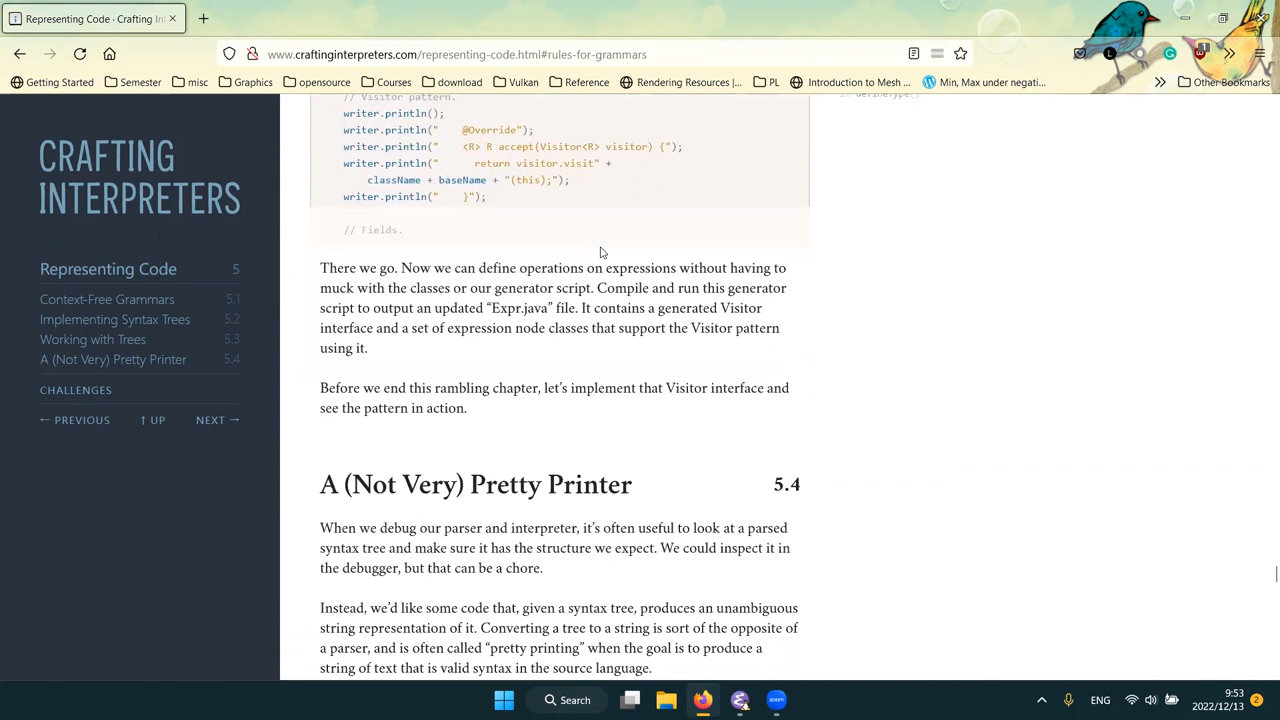 Representing Code · Crafting In
www.craftinginterpreters.com/representing-code.html#rules-for-grammars
Getting Started
Semester
misc
Graphics
opensource
Courses
download
Vulkan
Reference
Rendering Resources |...
PL
Introduction to Mesh ...
Min, Max under negati...
Other Bookmarks
CRAFTING
INTERPRETERS
Representing Code 5
Context-Free Grammars 5.1
Implementing Syntax Trees 5.2
Working with Trees 5.3
A (Not Very) Pretty Printer 5.4
CHALLENGES
← PREVIOUS ↑ UP NEXT →
// Visitor pattern.
writer.println();
writer.println("    @Override");
writer.println("    <R> R accept(Visitor<R> visitor) {");
writer.println("      return visitor.visit" +
className + baseName + "(this);");
writer.println("    }");
// Fields.
in defineType()
There we go. Now we can define operations on expressions without having to
muck with the classes or our generator script. Compile and run this generator
script to output an updated “Expr.java” file. It contains a generated Visitor
interface and a set of expression node classes that support the Visitor pattern
using it.
Before we end this rambling chapter, let’s implement that Visitor interface and
see the pattern in action.
A (Not Very) Pretty Printer 5.4
When we debug our parser and interpreter, it’s often useful to look at a parsed
syntax tree and make sure it has the structure we expect. We could inspect it in
the debugger, but that can be a chore.
Instead, we’d like some code that, given a syntax tree, produces an unambiguous
string representation of it. Converting a tree to a string is sort of the opposite of
a parser, and is often called “pretty printing” when the goal is to produce a
string of text that is valid syntax in the source language.
Search
zoom
ENG
9:53
2022/12/13
2